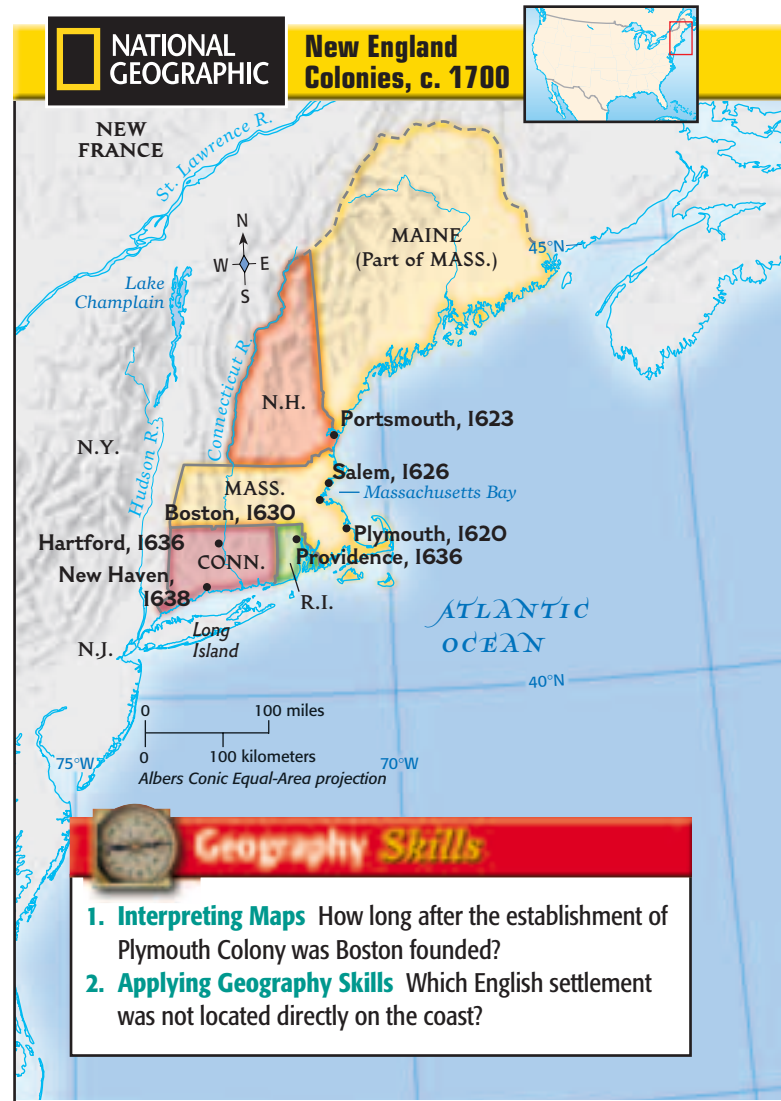 NATIONAL
GEOGRAPHIC
New England
Colonies, c. 1700
NEW
FRANCE
St. Lawrence R.
N
W
E
S
MAINE
(Part of MASS.)
45°N
Lake
Champlain
Connecticut R.
N.H.
Portsmouth, 1623
N.Y.
Hudson R.
Salem, 1626
MASS.
Massachusetts Bay
Boston, 1630
Plymouth, 1620
Hartford, 1636
CONN.
Providence, 1636
New Haven,
1638
R.I.
Long
Island
N.J.
ATLANTIC
OCEAN
40°N
0
100 miles
0
100 kilometers
75°W
70°W
Albers Conic Equal-Area projection
Geography Skills
1. Interpreting Maps How long after the establishment of
Plymouth Colony was Boston founded?
2. Applying Geography Skills Which English settlement
was not located directly on the coast?